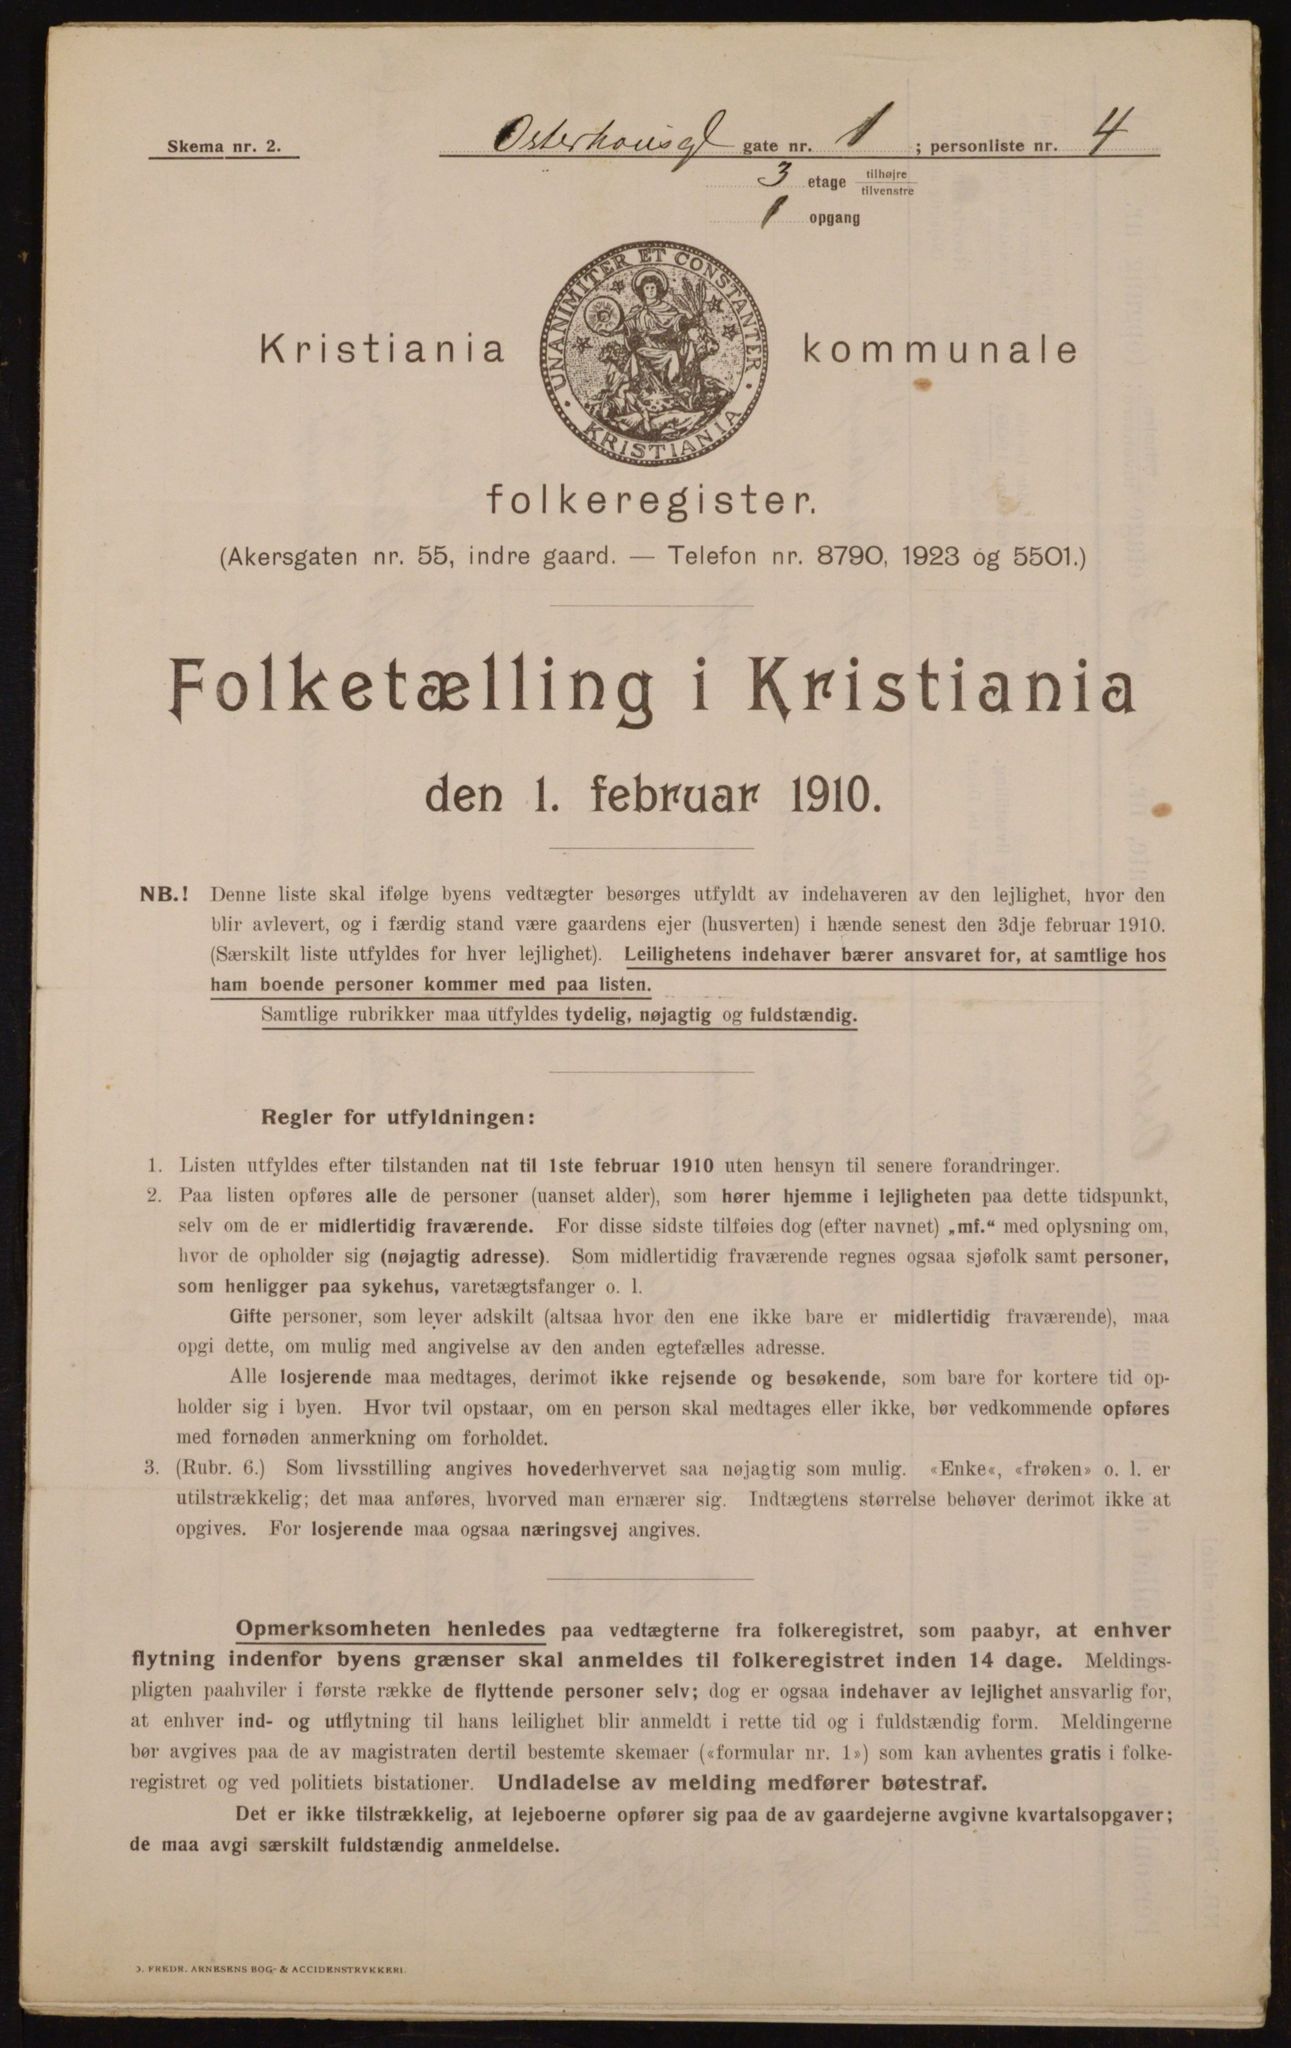 Skema nr. 2.
Osterhausgt gate nr. 1 ; personliste nr. 4
3 etage tilhøjre
tilvenstre
1 opgang
UNANIMITER ET CONSTANTER
KRISTIANIA
Kristiania kommunale
folkeregister.
(Akersgaten nr. 55, indre gaard. — Telefon nr. 8790, 1923 og 5501.)
Folketælling i Kristiania
den 1. februar 1910.
NB.! Denne liste skal ifølge byens vedtægter besørges utfyldt av indehaveren av den lejlighet, hvor den
blir avlevert, og i færdig stand være gaardens ejer (husverten) i hænde senest den 3dje februar 1910.
(Særskilt liste utfyldes for hver lejlighet). Leilighetens indehaver bærer ansvaret for, at samtlige hos
ham boende personer kommer med paa listen.
Samtlige rubrikker maa utfyldes tydelig, nøjagtig og fuldstændig.
Regler for utfyldningen:
1. Listen utfyldes efter tilstanden nat til 1ste februar 1910 uten hensyn til senere forandringer.
2. Paa listen opføres alle de personer (uanset alder), som hører hjemme i lejligheten paa dette tidspunkt,
selv om de er midlertidig fraværende. For disse sidste tilføies dog (efter navnet) „mf.“ med oplysning om,
hvor de opholder sig (nøjagtig adresse). Som midlertidig fraværende regnes ogsaa sjøfolk samt personer,
som henligger paa sykehus, varetægtsfanger o. l.
Gifte personer, som lever adskilt (altsaa hvor den ene ikke bare er midlertidig fraværende), maa
opgi dette, om mulig med angivelse av den anden egtefælles adresse.
Alle losjerende maa medtages, derimot ikke rejsende og besøkende, som bare for kortere tid op-
holder sig i byen. Hvor tvil opstaar, om en person skal medtages eller ikke, bør vedkommende opføres
med fornøden anmerkning om forholdet.
3. (Rubr. 6.) Som livsstilling angives hovederhvervet saa nøjagtig som mulig. «Enke«, «frøken» o. l. er
utilstrækkelig; det maa anføres, hvorved man ernærer sig. Indtægtens størrelse behøver derimot ikke at
opgives. For losjerende maa ogsaa næringsvej angives.
Opmerksomheten henledes paa vedtægterne fra folkeregistret, som paabyr, at enhver
flytning indenfor byens grænser skal anmeldes til folkeregistret inden 14 dage. Meldings-
pligten paahviler i første række de flyttende personer selv; dog er ogsaa indehaver av lejlighet ansvarlig for,
at enhver ind- og utflytning til hans leilighet blir anmeldt i rette tid og i fuldstændig form. Meldingerne
bør avgives paa de av magistraten dertil bestemte skemaer («formular nr. 1») som kan avhentes gratis i folke-
registret og ved politiets bistationer. Undladelse av melding medfører bøtestraf.
Det er ikke tilstrækkelig, at lejeboerne opfører sig paa de av gaardejerne avgivne kvartalsopgaver;
de maa avgi særskilt fuldstændig anmeldelse.
J. FREDR. ARNESENS BOG- & ACCIDENSTRYKKERI.